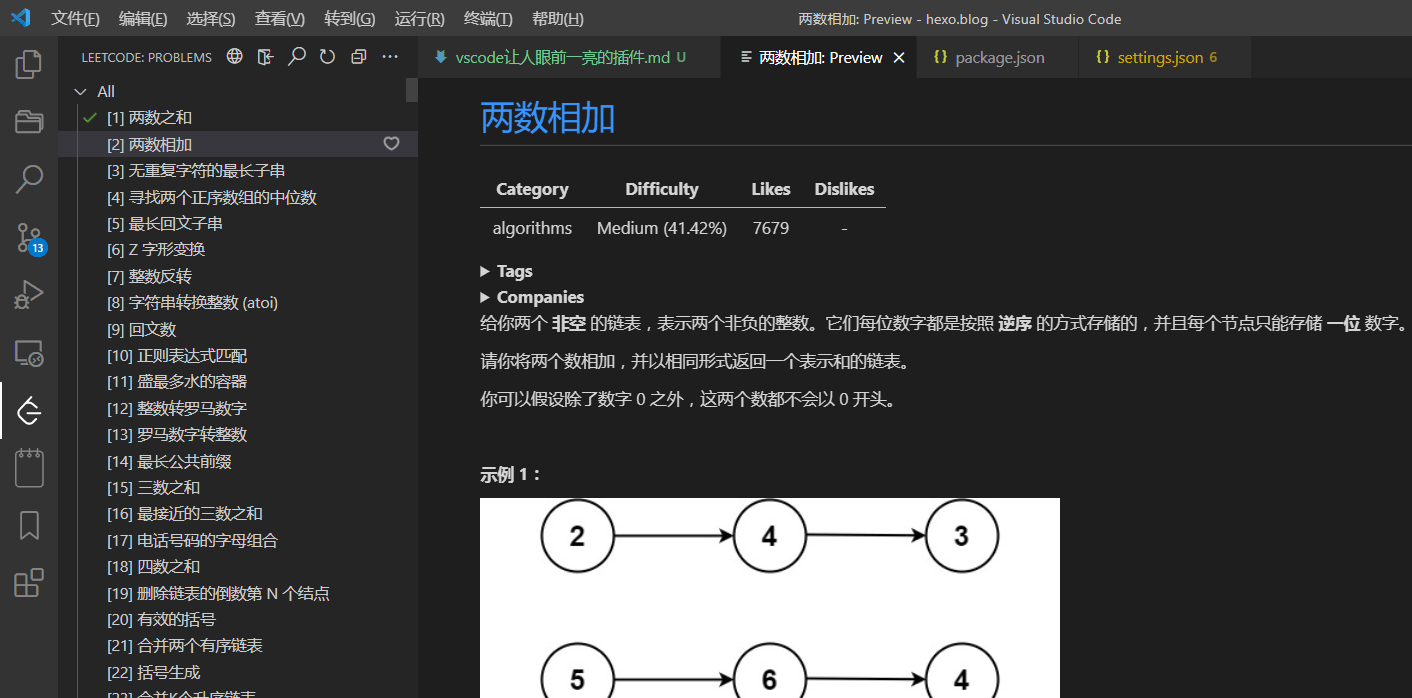 文件(F) 编辑(E) 选择(S) 查看(V) 转到(G) 运行(R) 终端(T) 帮助(H) 两数相加: Preview - hexo.blog - Visual Studio Code
LEETCODE: PROBLEMS
vscode让人眼前一亮的插件.md U 两数相加: Preview package.json settings.json 6
All
[1] 两数之和
[2] 两数相加
[3] 无重复字符的最长子串
[4] 寻找两个正序数组的中位数
[5] 最长回文子串
[6] Z 字形变换
[7] 整数反转
[8] 字符串转换整数 (atoi)
[9] 回文数
[10] 正则表达式匹配
[11] 盛最多水的容器
[12] 整数转罗马数字
[13] 罗马数字转整数
[14] 最长公共前缀
[15] 三数之和
[16] 最接近的三数之和
[17] 电话号码的字母组合
[18] 四数之和
[19] 删除链表的倒数第 N 个结点
[20] 有效的括号
[21] 合并两个有序链表
[22] 括号生成
[23] 合并K个升序链表
13
两数相加
Category Difficulty Likes Dislikes
algorithms Medium (41.42%) 7679 -
Tags
Companies
给你两个 非空 的链表，表示两个非负的整数。它们每位数字都是按照 逆序 的方式存储的，并且每个节点只能存储 一位 数字。
请你将两个数相加，并以相同形式返回一个表示和的链表。
你可以假设除了数字 0 之外，这两个数都不会以 0 开头。
示例 1：
2 4 3
5 6 4